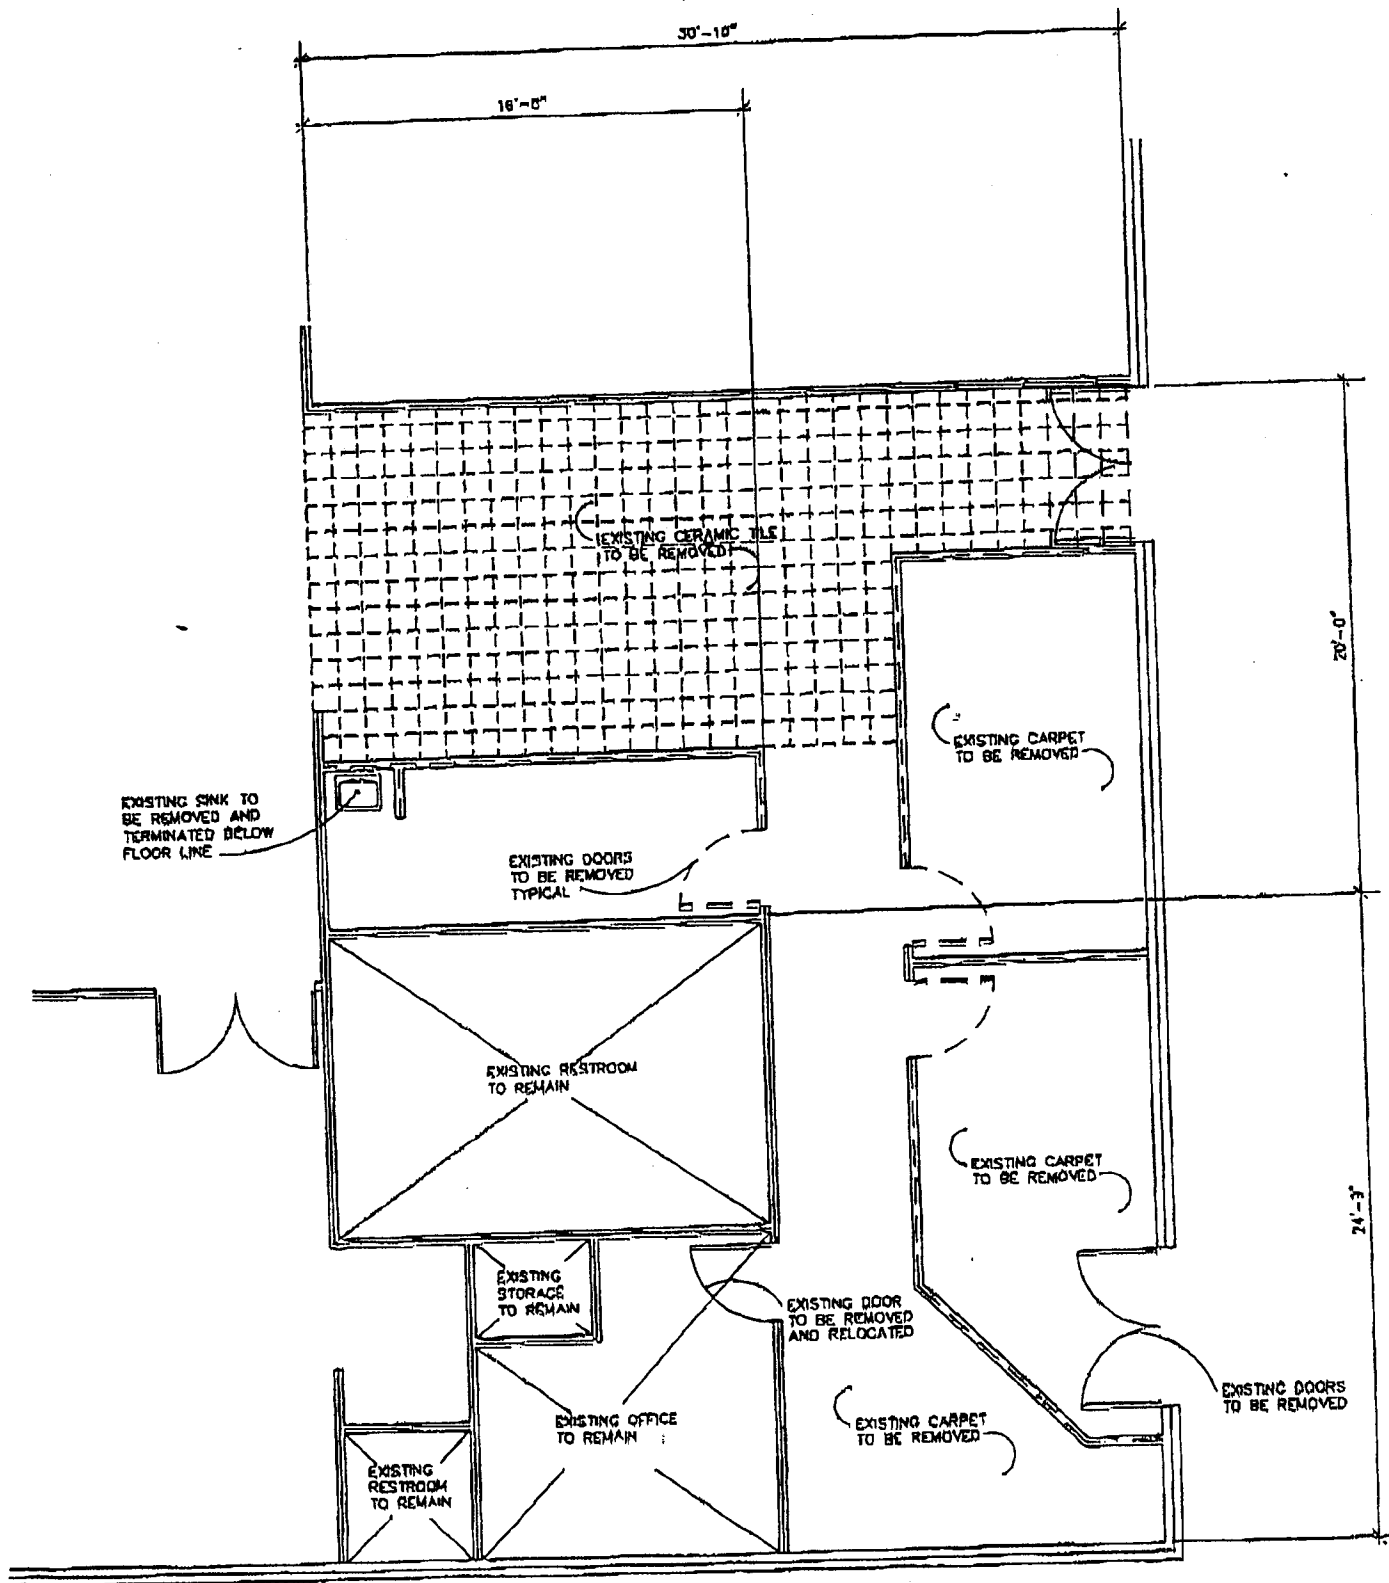 30'-10"
16'-6"
EXISTING CERAMIC TILE
TO BE REMOVED
20'-0"
EXISTING CARPET
TO BE REMOVED
EXISTING SINK TO
BE REMOVED AND
TERMINATED BELOW
FLOOR LINE
EXISTING DOORS
TO BE REMOVED
TYPICAL
EXISTING RESTROOM
TO REMAIN
EXISTING CARPET
TO BE REMOVED
24'-3"
EXISTING
STORAGE
TO REMAIN
EXISTING DOOR
TO BE REMOVED
AND RELOCATED
EXISTING DOORS
TO BE REMOVED
EXISTING OFFICE
TO REMAIN
EXISTING CARPET
TO BE REMOVED
EXISTING
RESTROOM
TO REMAIN